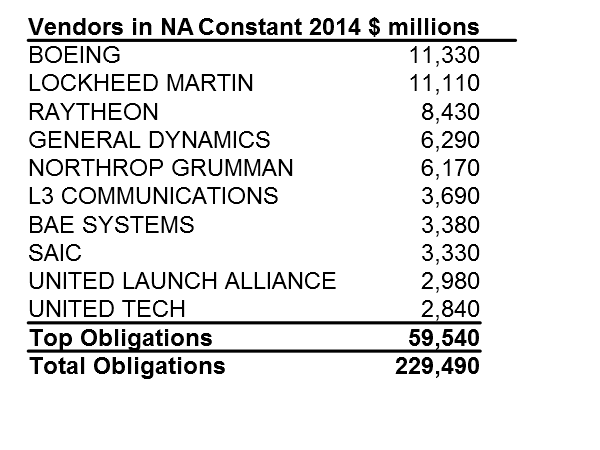 Vendors in NA Constant 2014 $ millions
BOEING 11,330
LOCKHEED MARTIN 11,110
RAYTHEON 8,430
GENERAL DYNAMICS 6,290
NORTHROP GRUMMAN 6,170
L3 COMMUNICATIONS 3,690
BAE SYSTEMS 3,380
SAIC 3,330
UNITED LAUNCH ALLIANCE 2,980
UNITED TECH 2,840
Top Obligations 59,540
Total Obligations 229,490